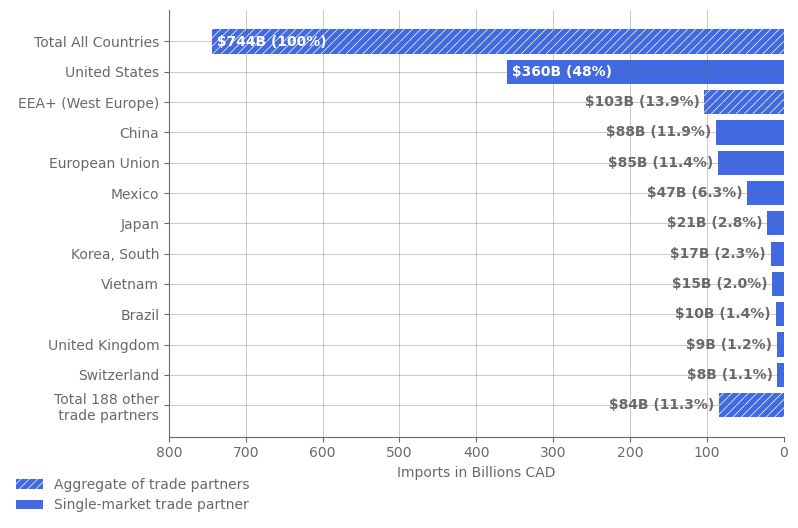 Total All Countries $744B (100%)
United States $360B (48%)
EEA+ (West Europe) $103B (13.9%)
China $88B (11.9%)
European Union $85B (11.4%)
Mexico $47B (6.3%)
Japan $21B (2.8%)
Korea, South $17B (2.3%)
Vietnam $15B (2.0%)
Brazil $10B (1.4%)
United Kingdom $9B (1.2%)
Switzerland $8B (1.1%)
Total 188 other
trade partners $84B (11.3%)
800 700 600 500 400 300 200 100 0
Imports in Billions CAD
Aggregate of trade partners
Single-market trade partner